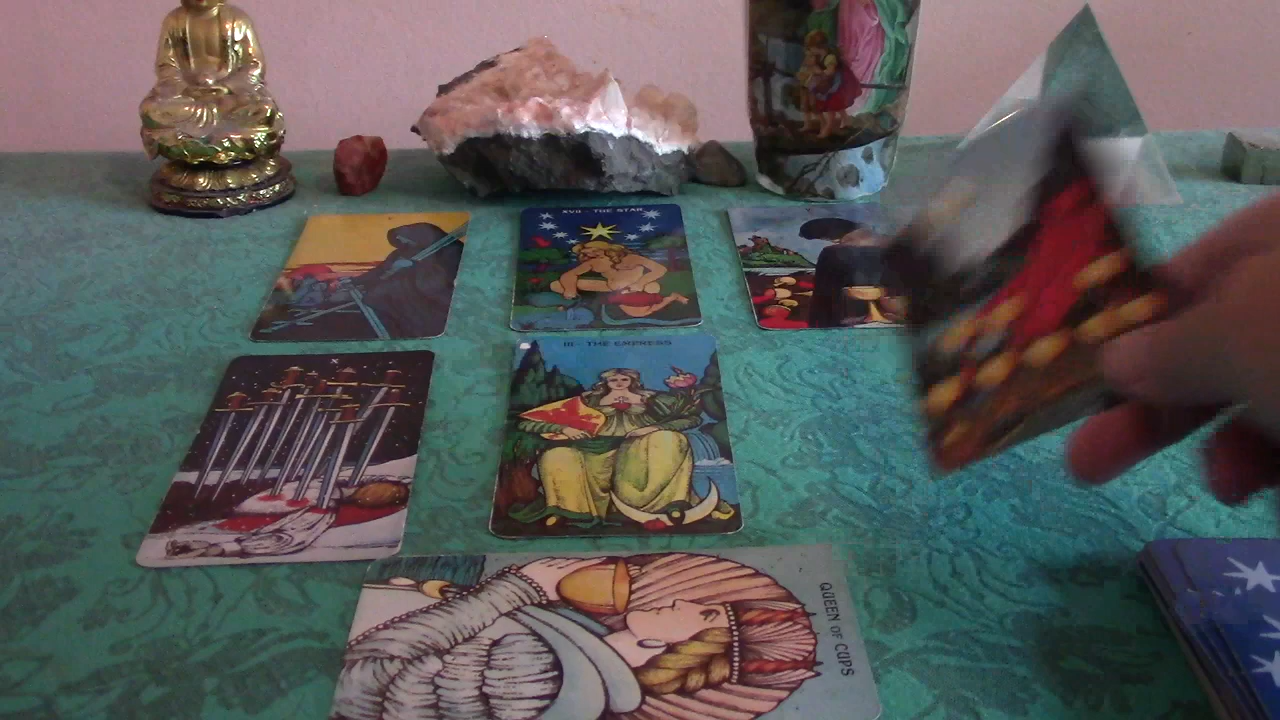 XVII - THE STAR
X
III - THE EMPRESS
QUEEN OF CUPS